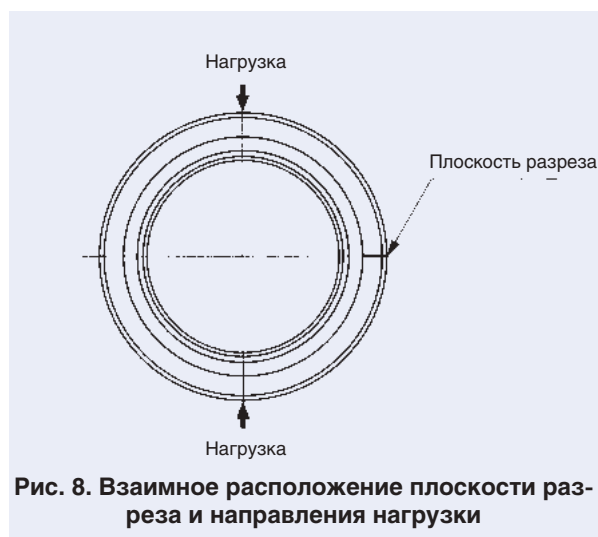 Нагрузка
Плоскость разреза
Нагрузка
Рис. 8. Взаимное расположение плоскости раз-
реза и направления нагрузки